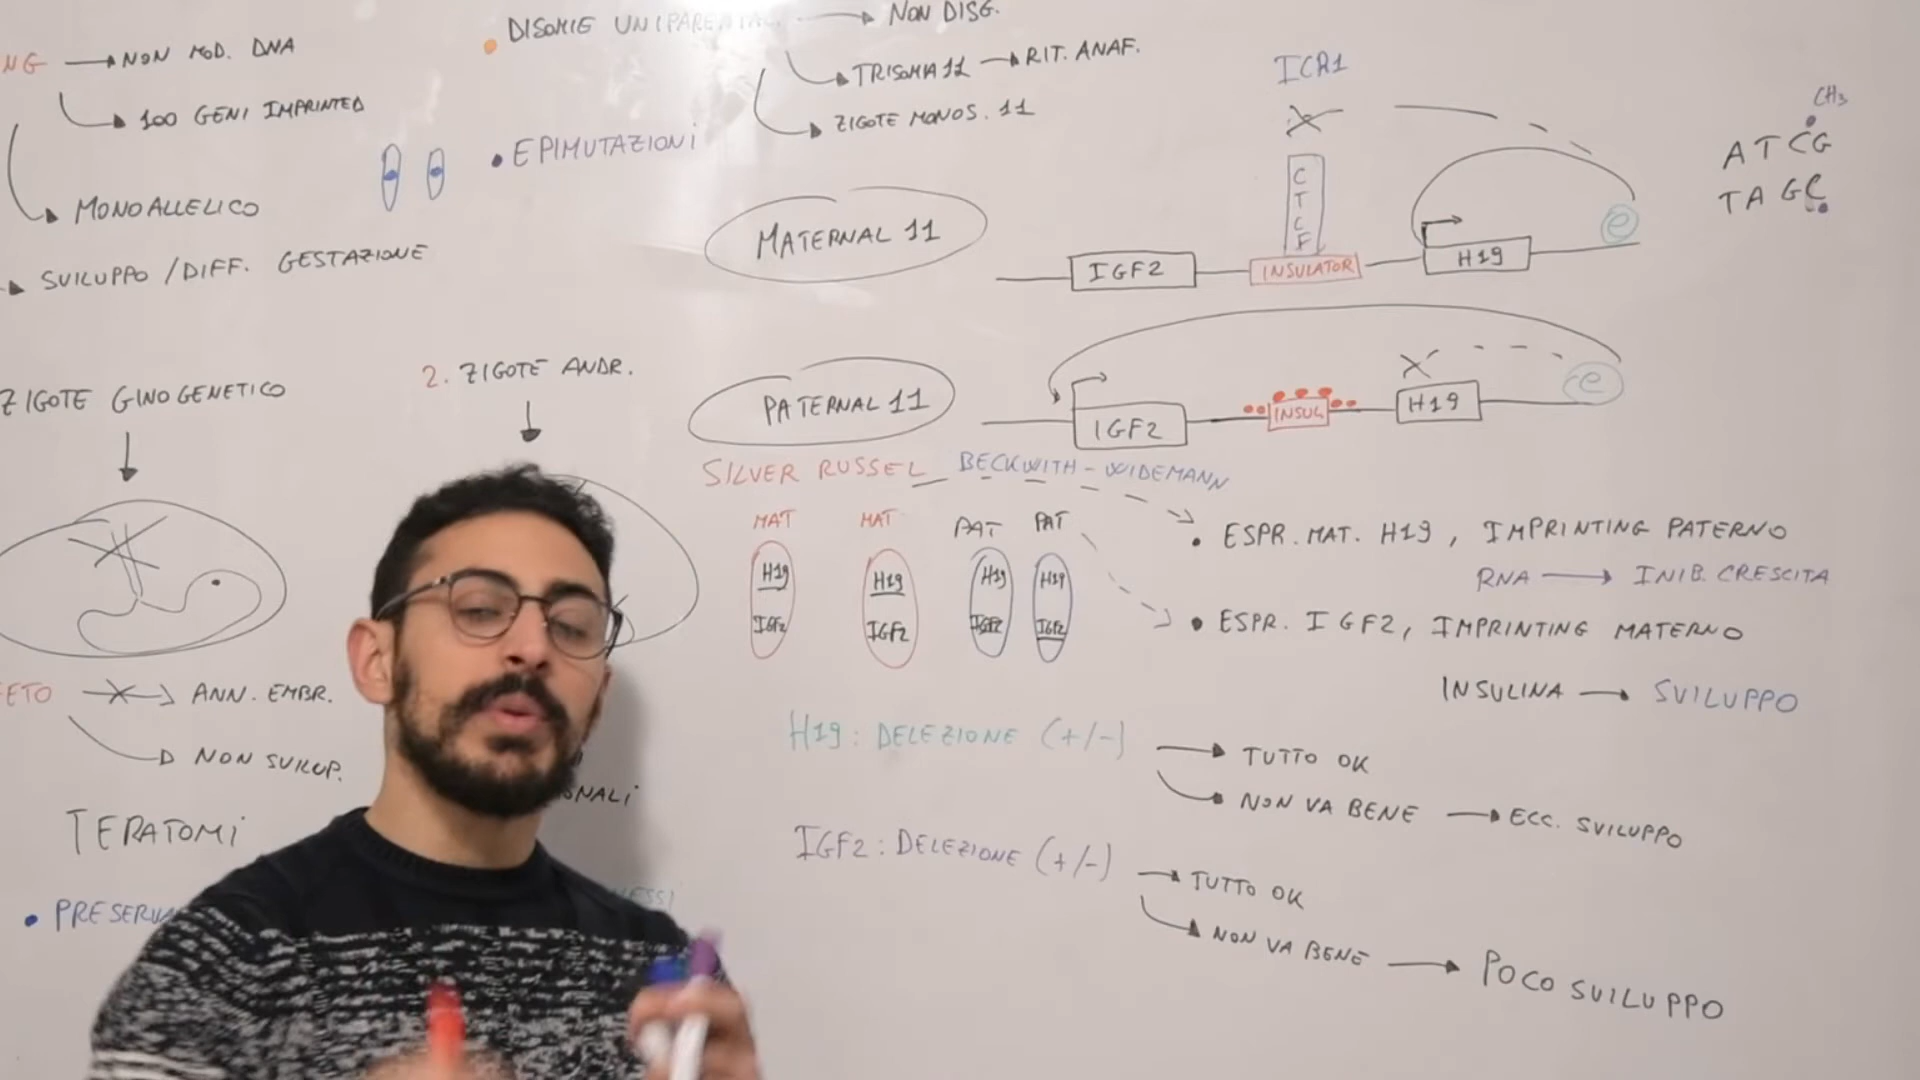 NG → NON MOD. DNA
100 GENI IMPRINTED
MONOALLELICO
SVILUPPO / DIFF. GESTAZIONE
• DISOMIE UNIPARENTAL. → NON DISG.
TRISOMIA 11 → RIT. ANAF.
ZIGOTE MONOS. 11
• EPIMUTAZIONI
ICR1
CTCF
MATERNAL 11
IGF2
INSULATOR
H19
e
CH3
ATCG
TAGC
PATERNAL 11
IGF2
INSUL
H19
e
ZIGOTE GINOGENETICO
2. ZIGOTE ANDR.
SILVER RUSSEL
BECKWITH-WIDEMANN
MAT MAT PAT PAT
H19 H19 H19 H19
IGF2 IGF2 IGF2 IGF2
• ESPR. MAT. H19, IMPRINTING PATERNO
RNA → INIB. CRESCITA
• ESPR. IGF2, IMPRINTING MATERNO
INSULINA → SVILUPPO
FETO → ANN. EMBR.
NON SVILUP.
TERATOMI
H19: DELEZIONE (+/-) → TUTTO OK
NON VA BENE → ECC. SVILUPPO
IGF2: DELEZIONE (+/-) → TUTTO OK
NON VA BENE → POCO SVILUPPO